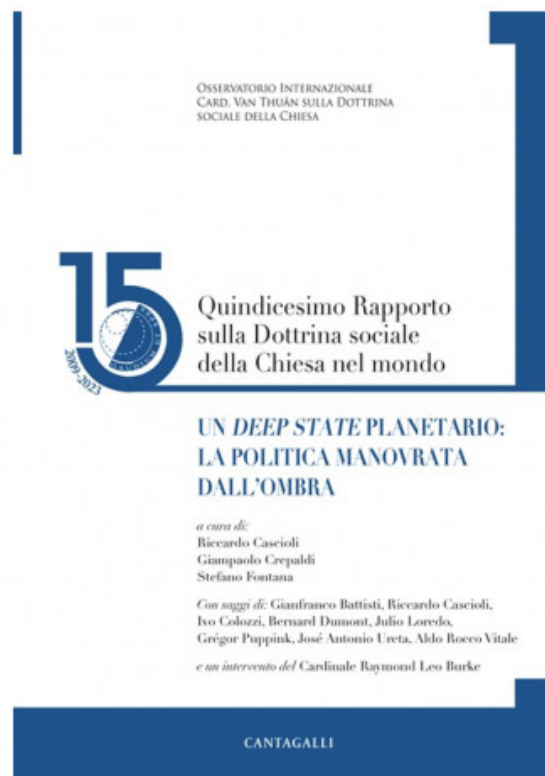 OSSERVATORIO INTERNAZIONALE
CARD. VAN THUÂN SULLA DOTTRINA
SOCIALE DELLA CHIESA
15
2009-2023
Quindicesimo Rapporto
sulla Dottrina sociale
della Chiesa nel mondo
UN DEEP STATE PLANETARIO:
LA POLITICA MANOVRATA
DALL'OMBRA
a cura di:
Riccardo Cascioli
Giampaolo Crepaldi
Stefano Fontana
Con saggi di: Gianfranco Battisti, Riccardo Cascioli,
Ivo Colozzi, Bernard Dumont, Julio Loredo,
Grégor Puppink, José Antonio Ureta, Aldo Rocco Vitale
e un intervento del Cardinale Raymond Leo Burke
CANTAGALLI